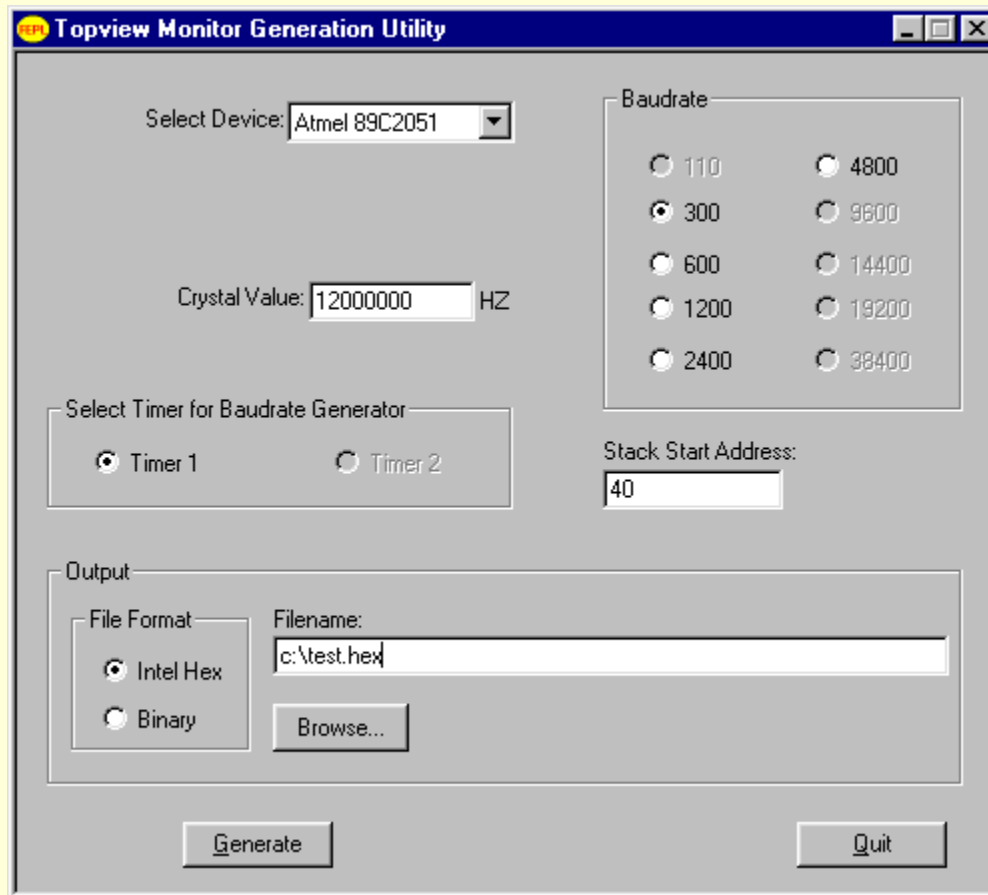 FEPL Topview Monitor Generation Utility
Select Device: Atmel 89C2051
Crystal Value: 12000000 HZ
Baudrate
110 4800
300 9600
600 14400
1200 19200
2400 38400
Select Timer for Baudrate Generator
Timer 1 Timer 2
Stack Start Address:
40
Output
File Format
Intel Hex
Binary
Filename:
c:\test.hex
Browse...
Generate Quit